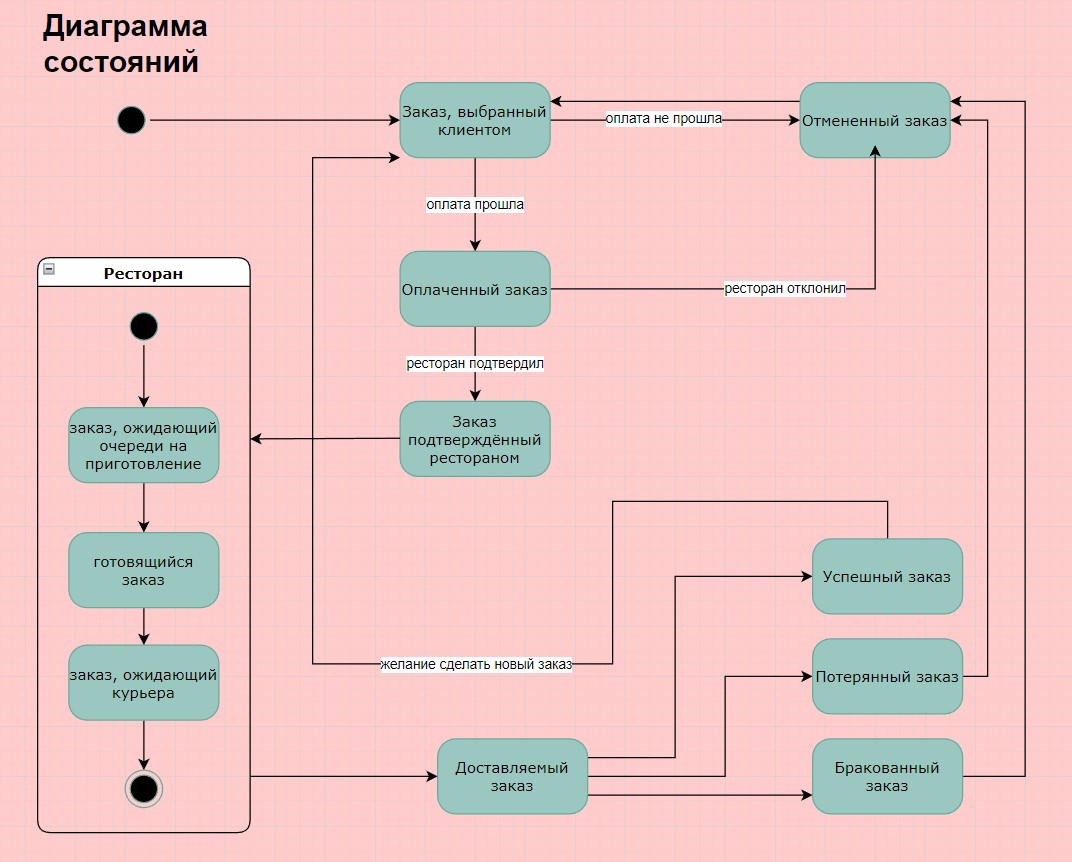 Диаграмма
состояний
Заказ, выбранный
клиентом
оплата не прошла
Отмененный заказ
оплата прошла
Ресторан
Оплаченный заказ
ресторан отклонил
ресторан подтвердил
заказ, ожидающий
очереди на
приготовление
Заказ
подтверждённый
рестораном
готовящийся
заказ
Успешный заказ
желание сделать новый заказ
заказ, ожидающий
курьера
Потерянный заказ
Доставляемый
заказ
Бракованный
заказ